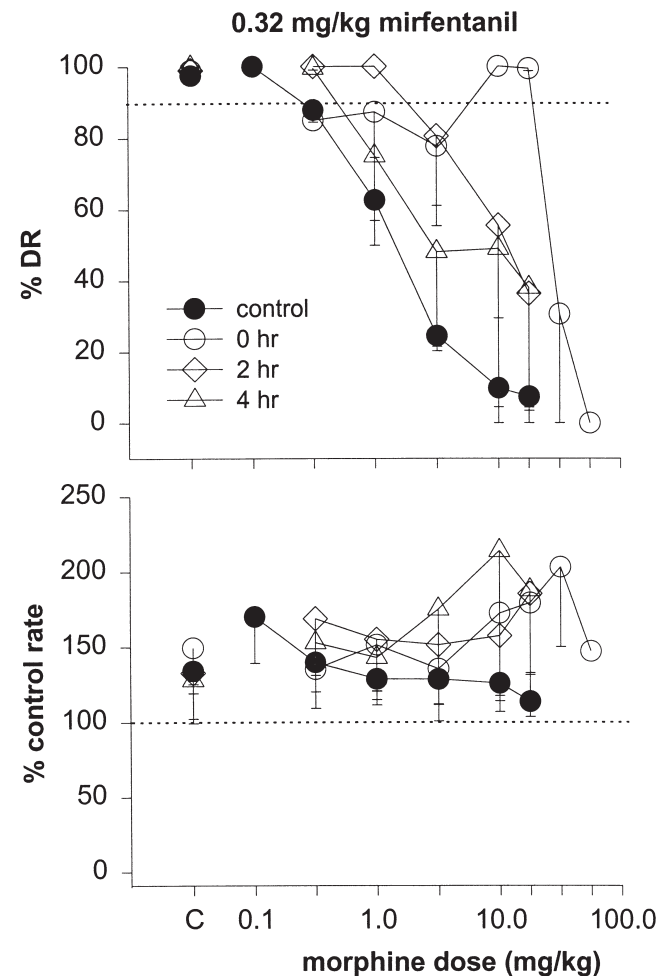 0.32 mg/kg mirfentanil
100
80
60
40
20
0
% DR
control
0 hr
2 hr
4 hr
250
200
150
100
50
0
% control rate
C 0.1 1.0 10.0 100.0
morphine dose (mg/kg)